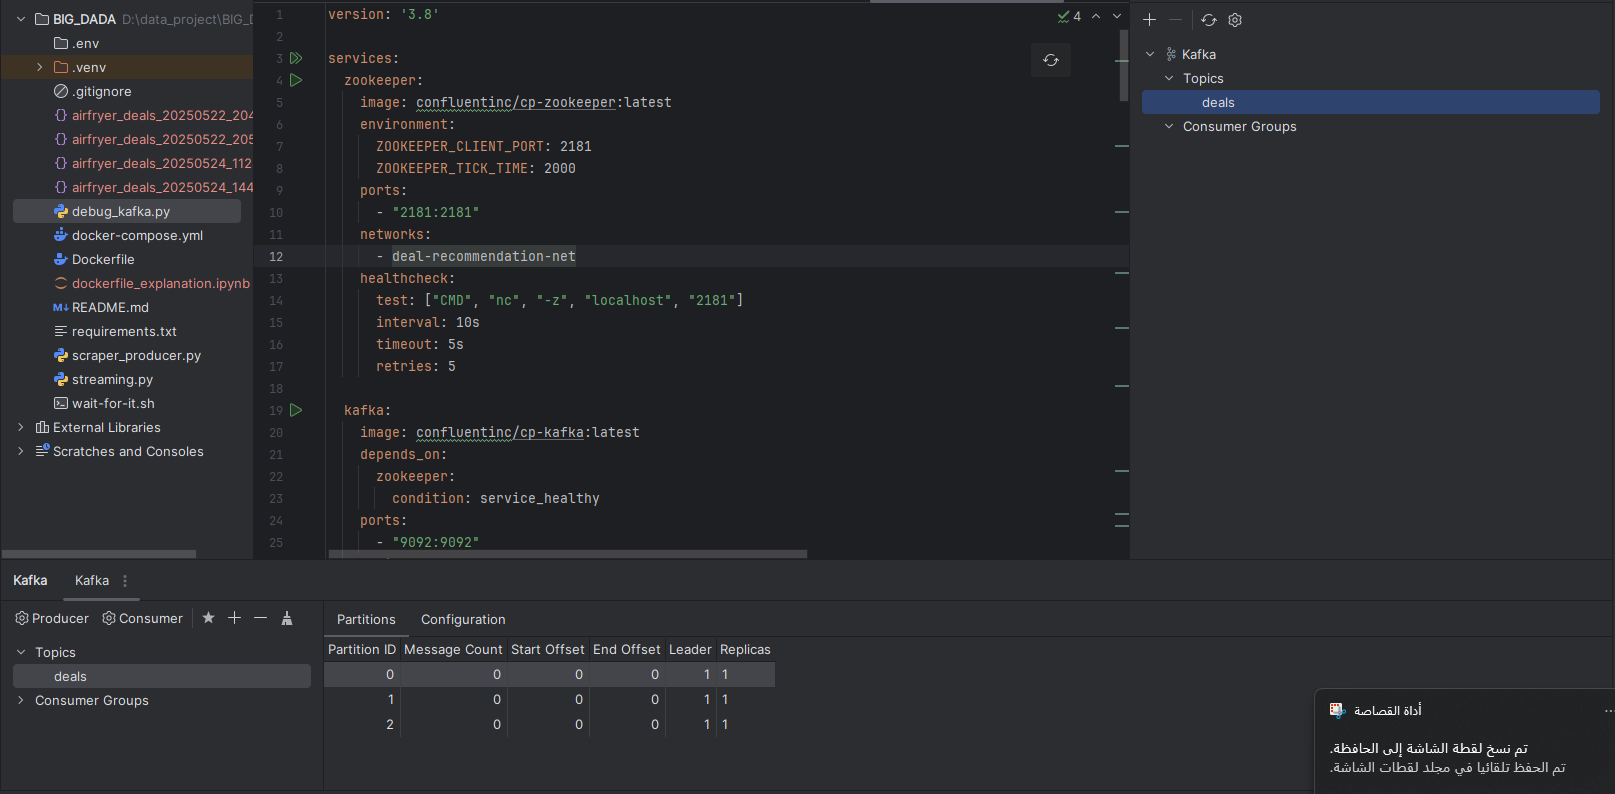 BIG_DADA D:\data_project\BIG_D
.env
.venv
.gitignore
airfryer_deals_20250522_204
airfryer_deals_20250522_205
airfryer_deals_20250524_112
airfryer_deals_20250524_144
debug_kafka.py
docker-compose.yml
Dockerfile
dockerfile_explanation.ipynb
README.md
requirements.txt
scraper_producer.py
streaming.py
wait-for-it.sh
External Libraries
Scratches and Consoles
1 version: '3.8'
2
3 services:
4 zookeeper:
5 image: confluentinc/cp-zookeeper:latest
6 environment:
7 ZOOKEEPER_CLIENT_PORT: 2181
8 ZOOKEEPER_TICK_TIME: 2000
9 ports:
10 - "2181:2181"
11 networks:
12 - deal-recommendation-net
13 healthcheck:
14 test: ["CMD", "nc", "-z", "localhost", "2181"]
15 interval: 10s
16 timeout: 5s
17 retries: 5
18
19 kafka:
20 image: confluentinc/cp-kafka:latest
21 depends_on:
22 zookeeper:
23 condition: service_healthy
24 ports:
25 - "9092:9092"
4
Kafka
Topics
deals
Consumer Groups
Kafka Kafka
Producer Consumer
Topics
deals
Consumer Groups
Partitions Configuration
Partition ID Message Count Start Offset End Offset Leader Replicas
0 0 0 0 1 1
1 0 0 0 1 1
2 0 0 0 1 1
أداة القصاصة
تم نسخ لقطة الشاشة إلى الحافظة.
تم الحفظ تلقائيا في مجلد لقطات الشاشة.